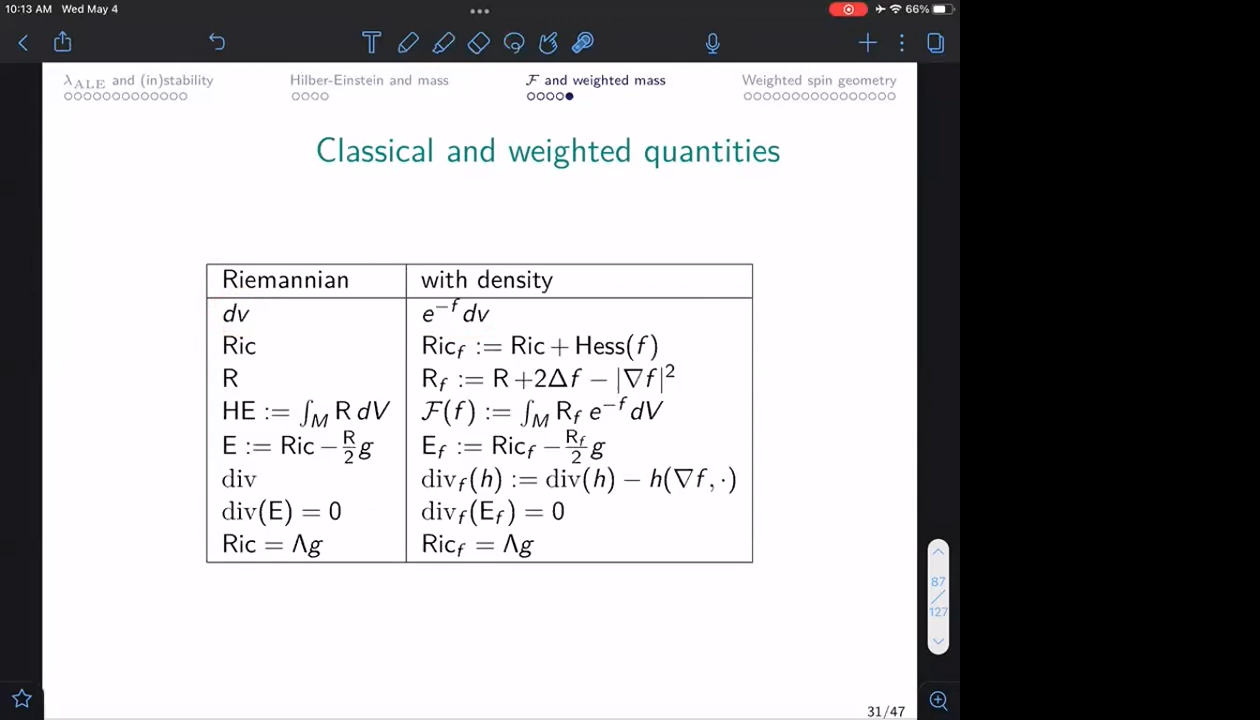 10:13 AM Wed May 4
66%
λ_ALE and (in)stability
Hilber-Einstein and mass
ℱ and weighted mass
Weighted spin geometry
Classical and weighted quantities
Riemannian with density
dv e^{−f} dv
Ric Ric_f := Ric + Hess(f)
R R_f := R +2Δf − |∇f|²
HE := ∫_M R dV ℱ(f) := ∫_M R_f e^{−f} dV
E := Ric − R/2 g E_f := Ric_f − R_f/2 g
div div_f(h) := div(h) − h(∇f, ·)
div(E) = 0 div_f(E_f) = 0
Ric = Λg Ric_f = Λg
87
/
127
31/47